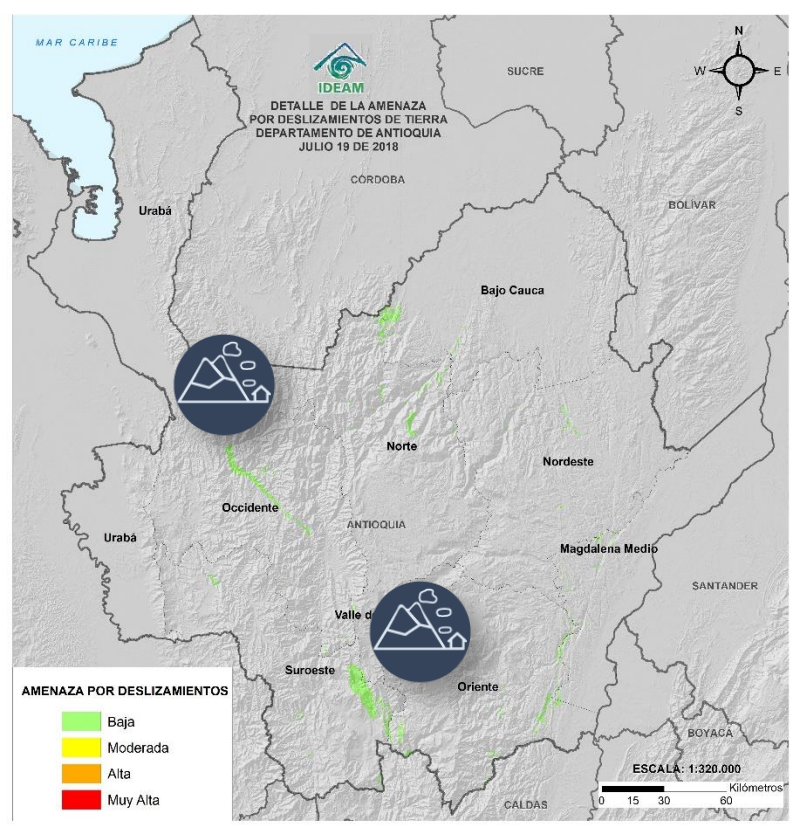 MAR CARIBE
N
W
E
S
IDEAM
DETALLE DE LA AMENAZA
POR DESLIZAMIENTOS DE TIERRA
DEPARTAMENTO DE ANTIOQUIA
JULIO 19 DE 2018
SUCRE
CÓRDOBA
BOLÍVAR
Urabá
Bajo Cauca
Norte
Nordeste
Occidente
ANTIOQUIA
Urabá
Magdalena Medio
SANTANDER
Valle d
Suroeste
Oriente
AMENAZA POR DESLIZAMIENTOS
Baja
Moderada
Alta
Muy Alta
BOYACÁ
ESCALA: 1:320.000
Kilómetros
0 15 30 60
CALDAS